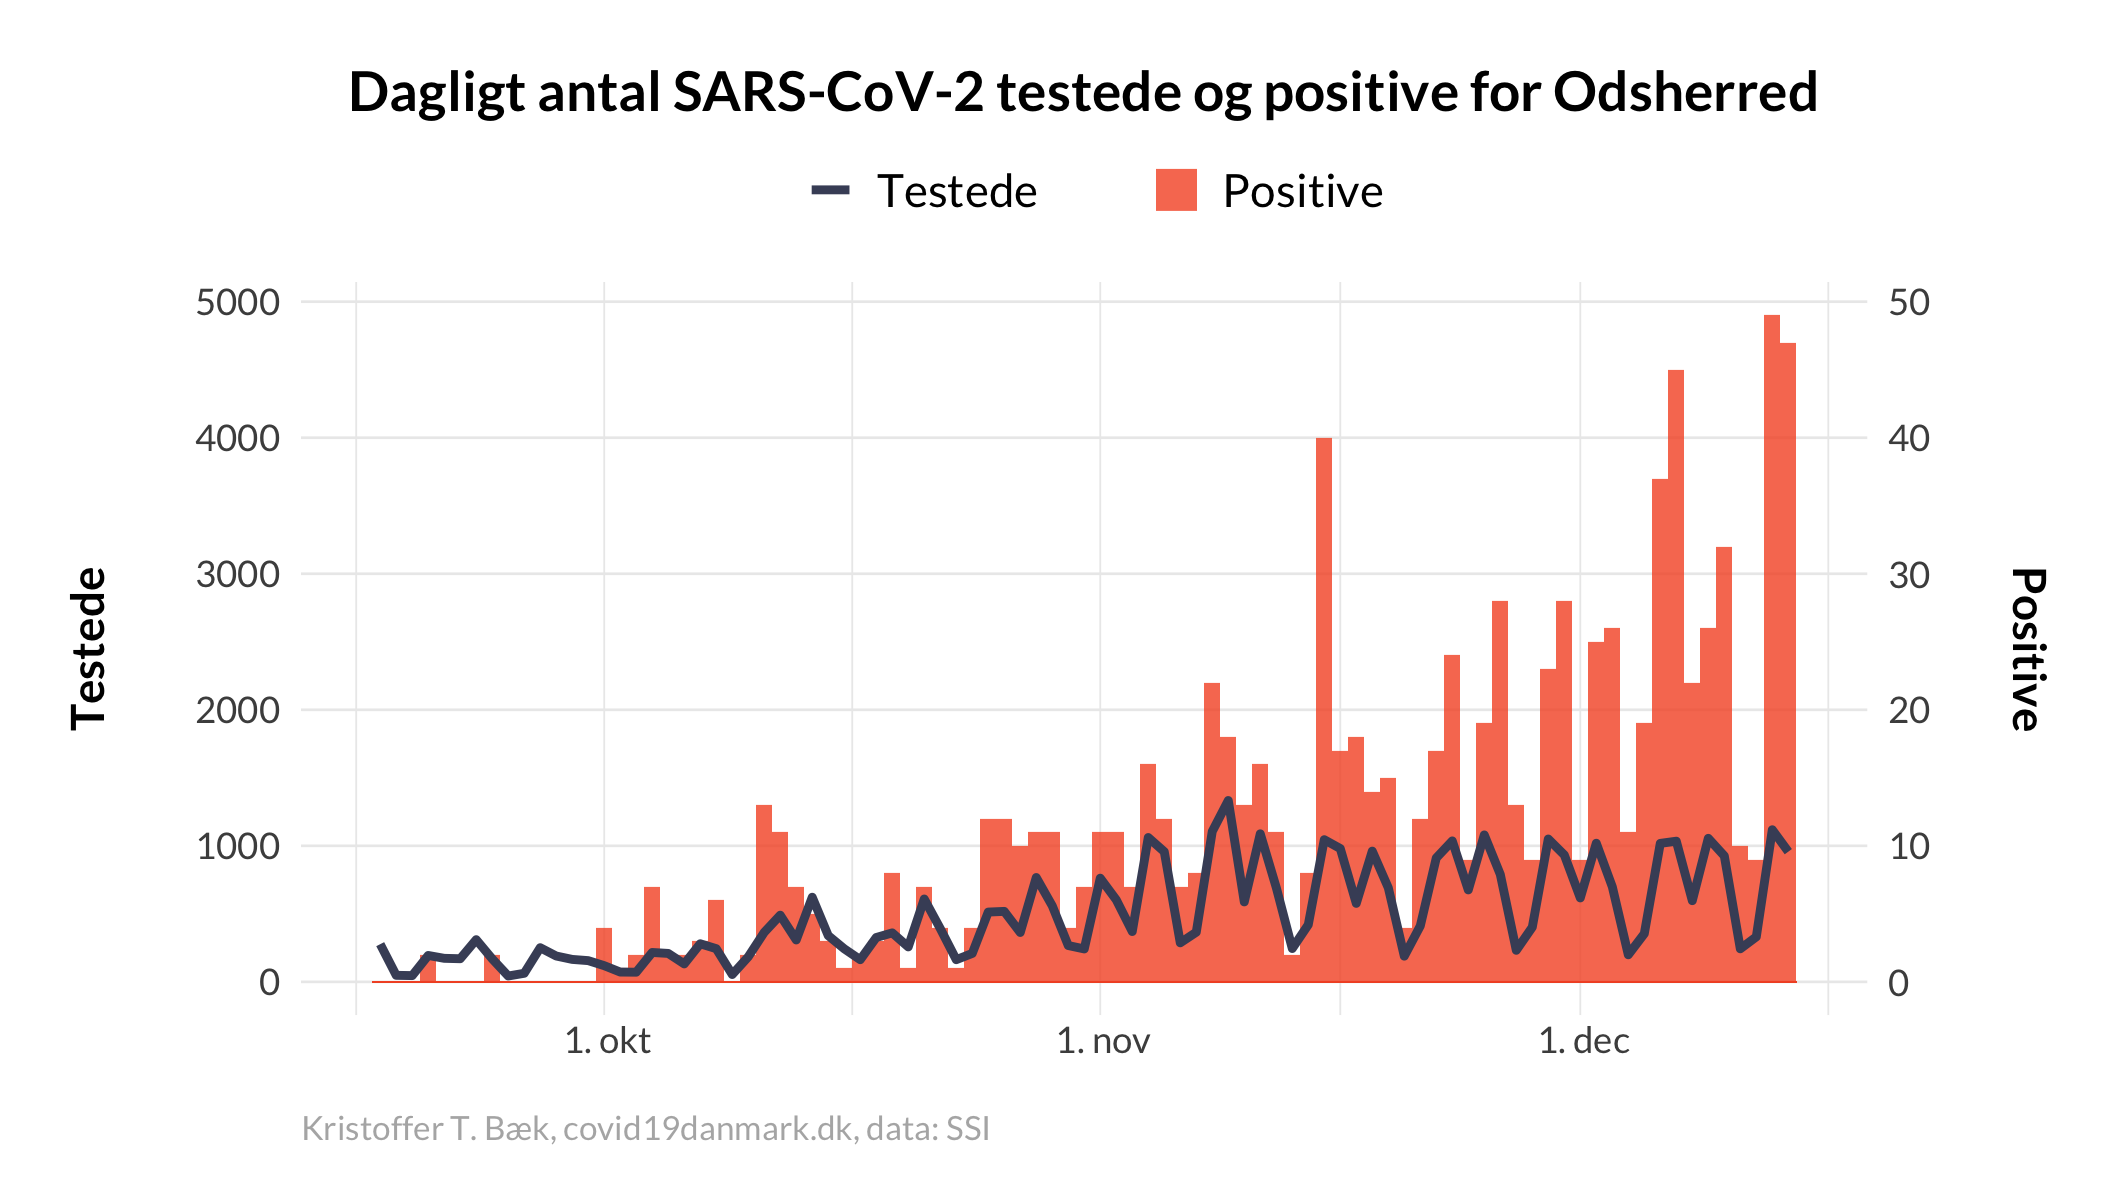 Dagligt antal SARS-CoV-2 testede og positive for Odsherred
Testede Positive
5000 50
4000 40
3000 30
2000 20
1000 10
0 0
Testede
Positive
1. okt 1. nov 1. dec
Kristoffer T. Bæk, covid19danmark.dk, data: SSI